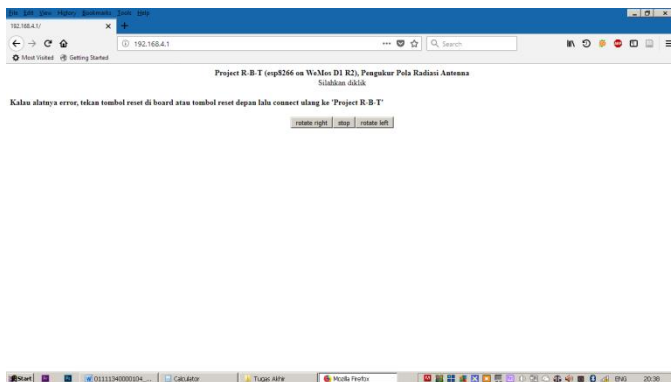 File Edit View History Bookmarks Tools Help
192.168.4.1/
192.168.4.1
Search
Most Visited Getting Started
Project R-B-T (esp8266 on WeMos D1 R2), Pengukur Pola Radiasi Antenna
Silahkan diklik
Kalau alatnya error, tekan tombol reset di board atau tombol reset depan lalu connect ulang ke 'Project R-B-T'
rotate right stop rotate left
Start 01111340000104_... Calculator Tugas Akhir Mozilla Firefox ENG 20:38